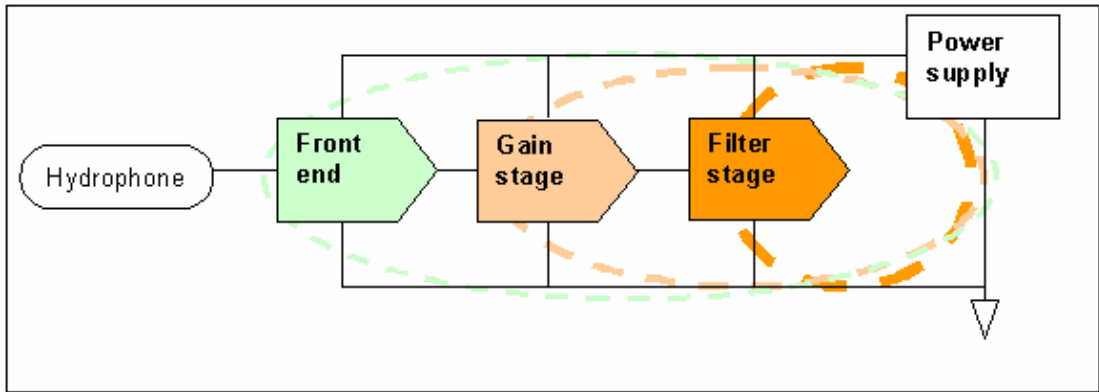 Power
supply
Front
end
Gain
stage
Filter
stage
Hydrophone